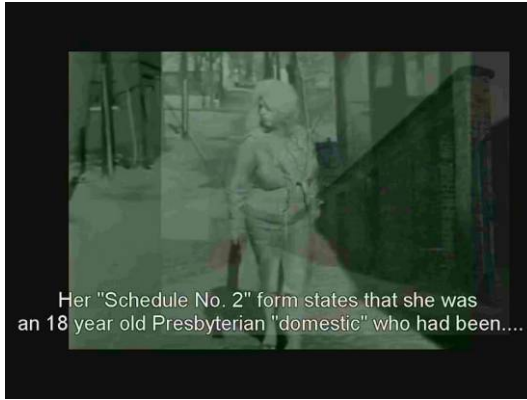 Her "Schedule No. 2" form states that she was
an 18 year old Presbyterian "domestic" who had been....